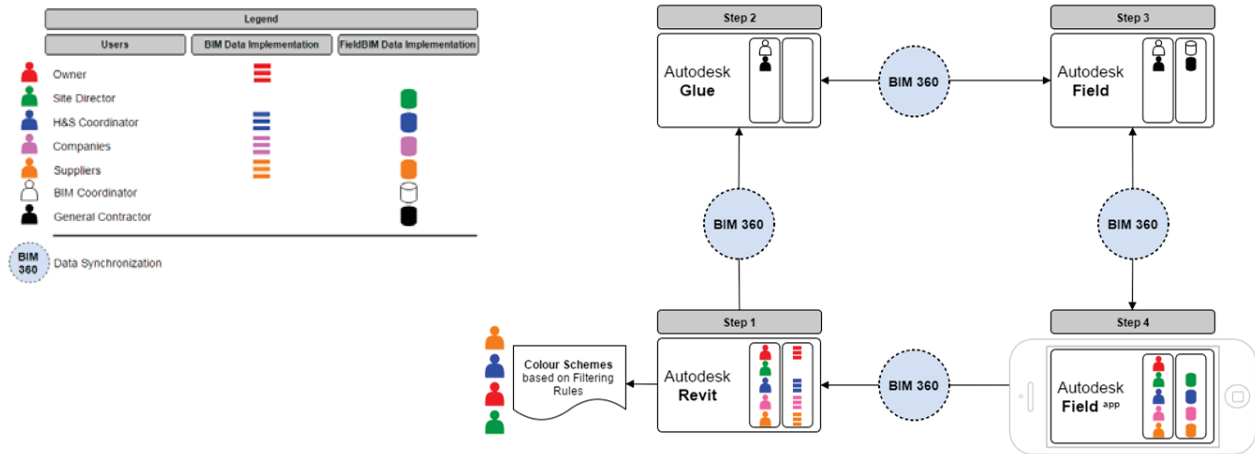 Legend
Users
BIM Data Implementation
FieldBIM Data Implementation
Owner
Site Director
H&S Coordinator
Companies
Suppliers
BIM Coordinator
General Contractor
BIM
360
Data Synchronization
Step 2
Autodesk
Glue
BIM 360
Step 3
Autodesk
Field
BIM 360
BIM 360
Step 1
Autodesk
Revit
Colour Schemes
based on Filtering
Rules
BIM 360
Step 4
Autodesk
Field app